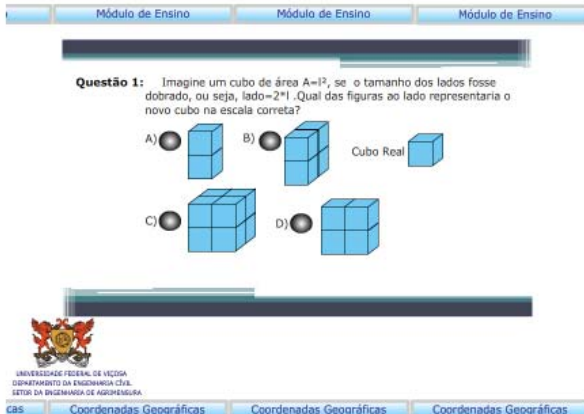 Módulo de Ensino Módulo de Ensino Módulo de Ensino
Questão 1: Imagine um cubo de área A=l², se o tamanho dos lados fosse
dobrado, ou seja, lado=2*l .Qual das figuras ao lado representaria o
novo cubo na escala correta?
A)
B)
Cubo Real
C)
D)
UNIVERSIDADE FEDERAL DE VIÇOSA
DEPARTAMENTO DA ENGENHARIA CÍVIL
SETOR DA ENGENHARIA DE AGRIMENSURA
cas Coordenadas Geográficas Coordenadas Geográficas Coordenadas Geográficas